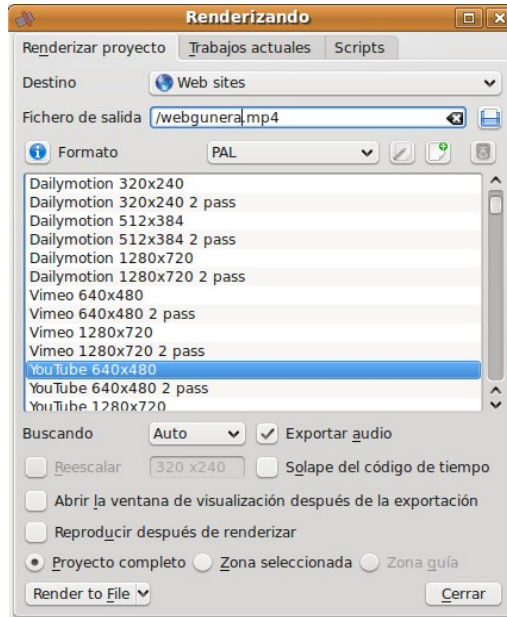 Renderizando
Renderizar proyecto Trabajos actuales Scripts
Destino Web sites
Fichero de salida /webgunera.mp4
Formato PAL
Dailymotion 320x240
Dailymotion 320x240 2 pass
Dailymotion 512x384
Dailymotion 512x384 2 pass
Dailymotion 1280x720
Dailymotion 1280x720 2 pass
Vimeo 640x480
Vimeo 640x480 2 pass
Vimeo 1280x720
Vimeo 1280x720 2 pass
YouTube 640x480
YouTube 640x480 2 pass
YouTube 1280x720
Buscando Auto Exportar audio
Reescalar 320 x240 Solape del código de tiempo
Abrir la ventana de visualización después de la exportación
Reproducir después de renderizar
Proyecto completo Zona seleccionada Zona guía
Render to File Cerrar